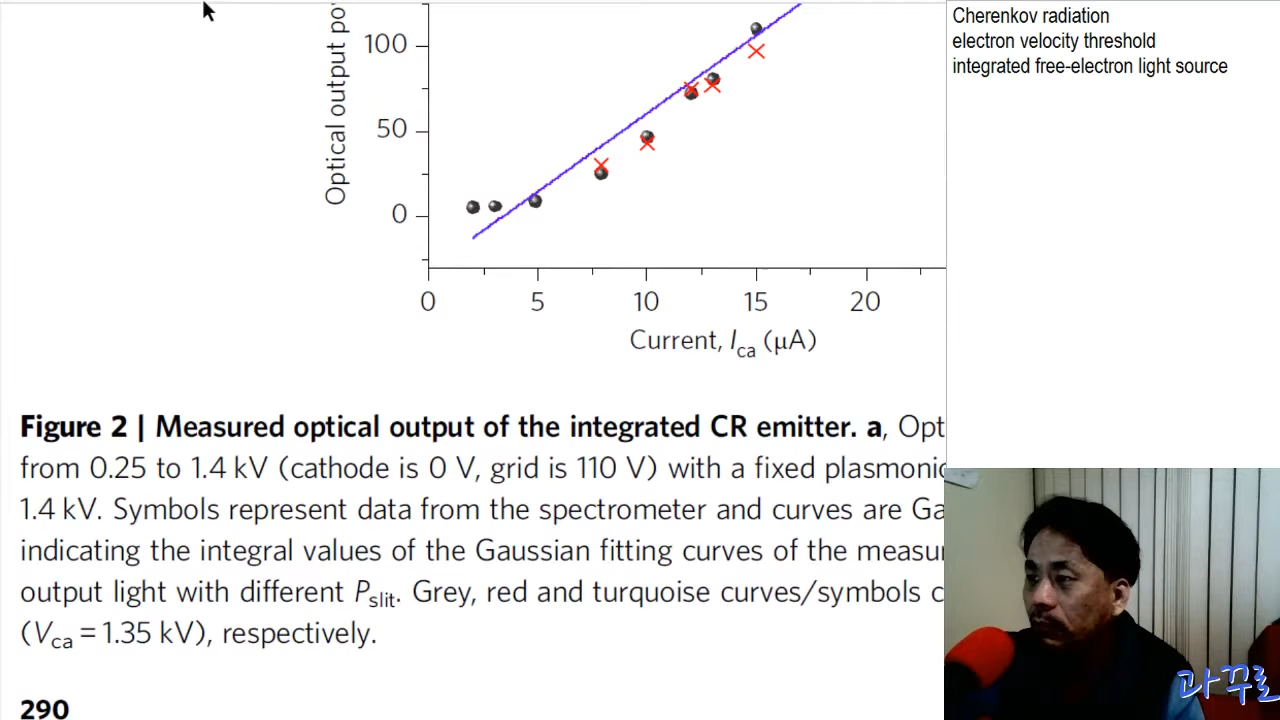 Cherenkov radiation
electron velocity threshold
integrated free-electron light source
Optical output po
100
50
0
0 5 10 15 20
Current, Ica (μA)
Figure 2 | Measured optical output of the integrated CR emitter. a, Opt
from 0.25 to 1.4 kV (cathode is 0 V, grid is 110 V) with a fixed plasmonic
1.4 kV. Symbols represent data from the spectrometer and curves are Ga
indicating the integral values of the Gaussian fitting curves of the measu
output light with different Pslit. Grey, red and turquoise curves/symbols c
(Vca = 1.35 kV), respectively.
290
과꾸로